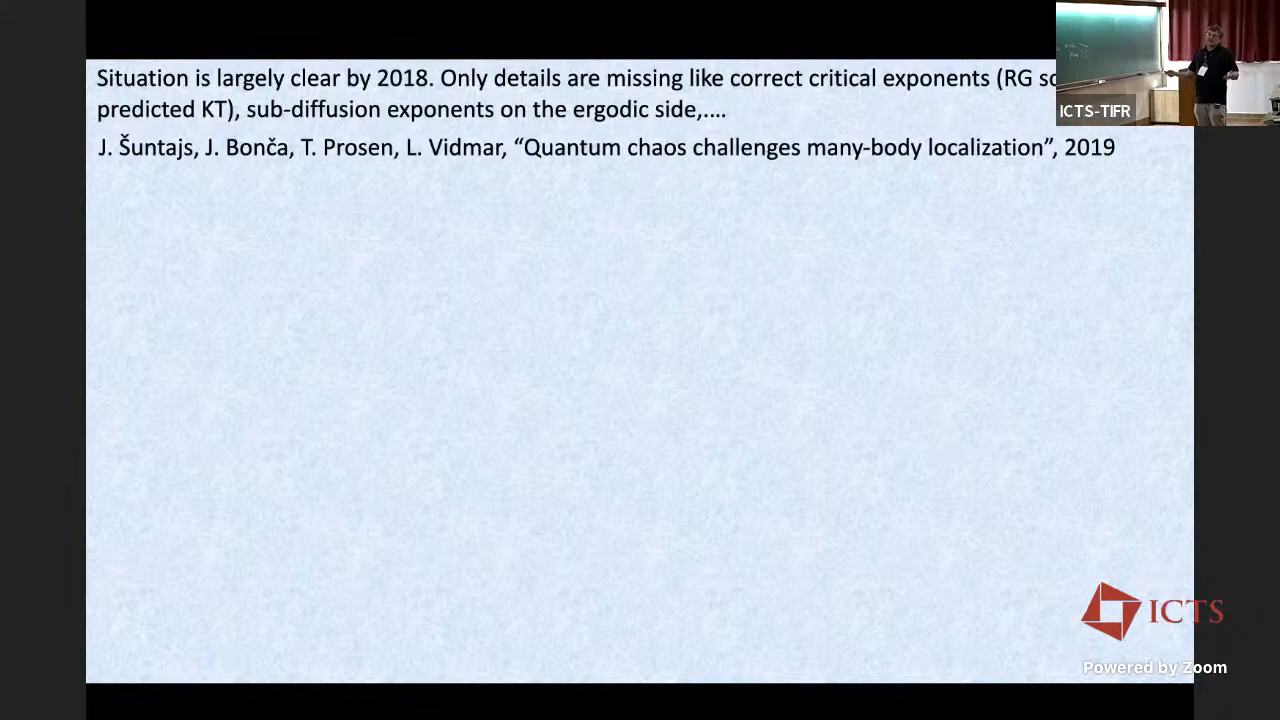 Situation is largely clear by 2018. Only details are missing like correct critical exponents (RG
predicted KT), sub-diffusion exponents on the ergodic side,....
J. Šuntajs, J. Bonča, T. Prosen, L. Vidmar, “Quantum chaos challenges many-body localization”, 2019
ICTS-TIFR
ICTS
Powered by Zoom